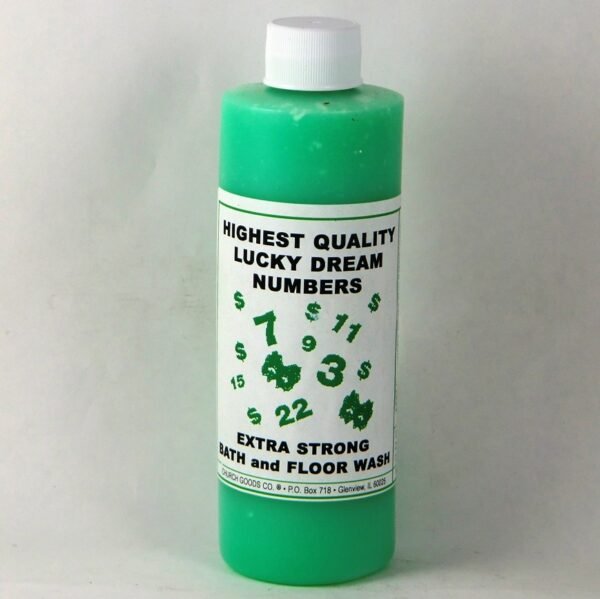 HIGHEST QUALITY
LUCKY DREAM
NUMBERS
$ $ $
7 11
9
$ 3 $
15
$ 22
EXTRA STRONG
BATH and FLOOR WASH
CHURCH GOODS CO. ® • P.O. Box 718 • Glenview, IL 60025